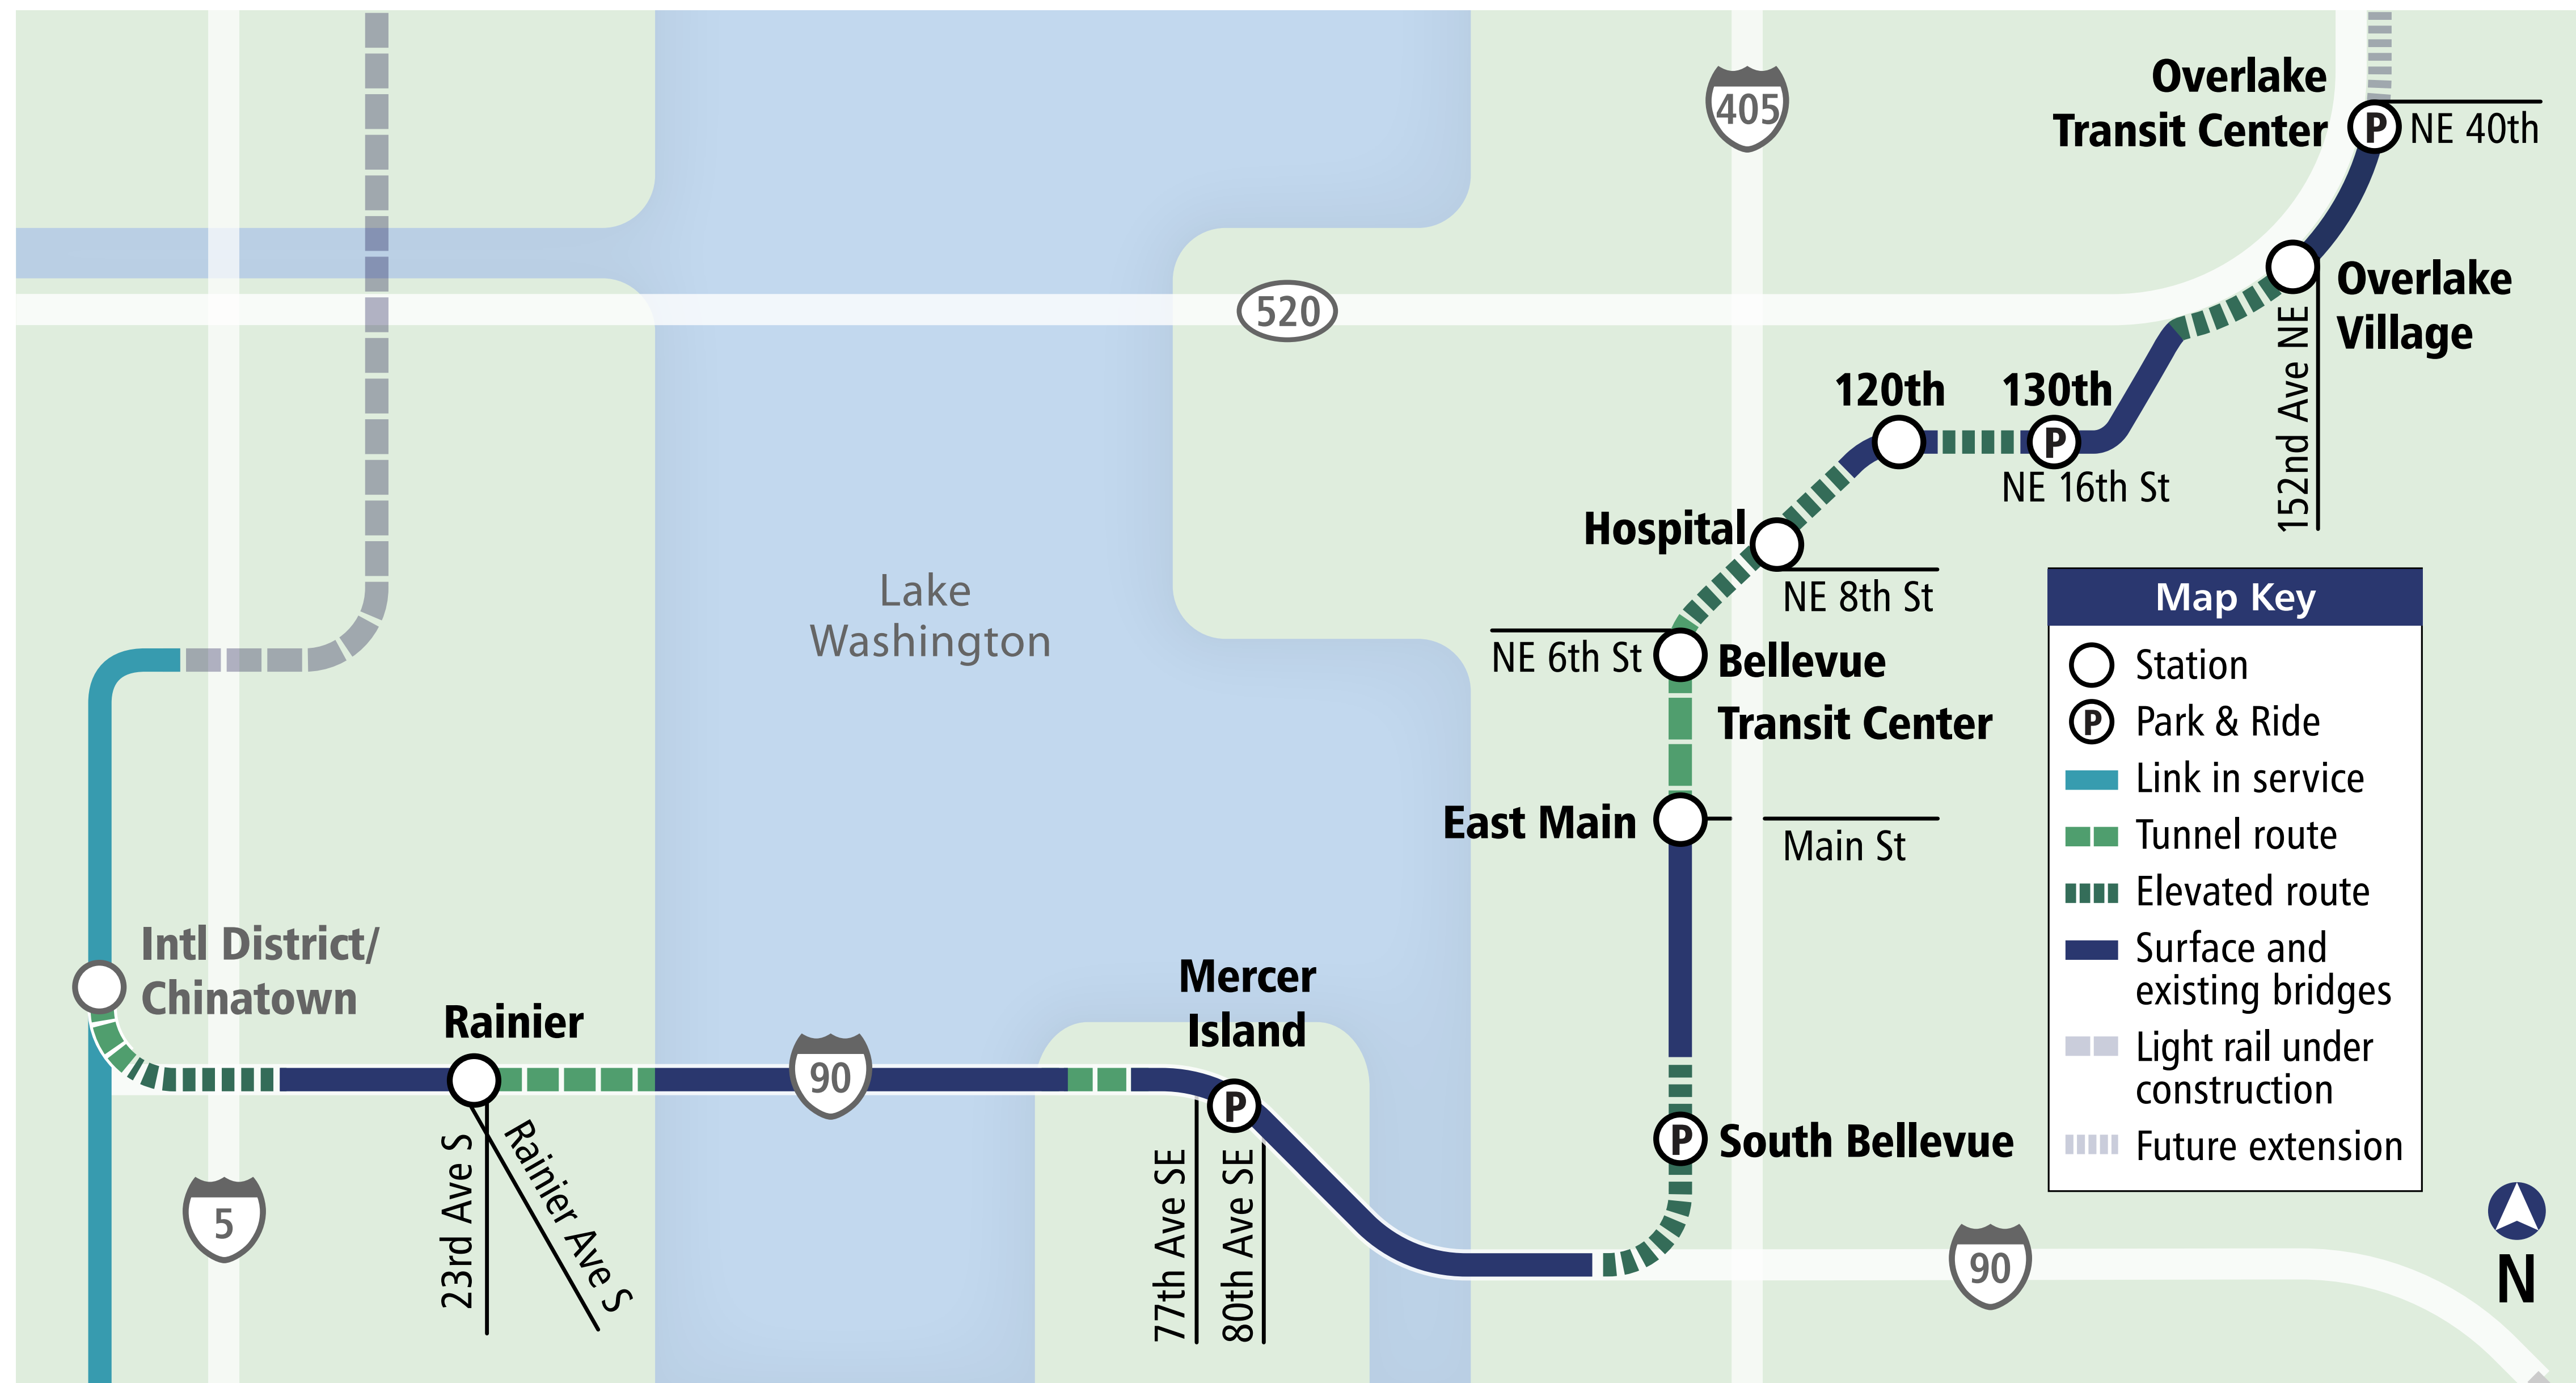 Overlake
Transit Center
P
NE 40th
405
Overlake
Village
152nd Ave NE
520
120th
130th
P
NE 16th St
Hospital
NE 8th St
Lake
Washington
NE 6th St
Bellevue
Transit Center
East Main
Main St
Intl District/
Chinatown
Rainier
23rd Ave S
Rainier Ave S
5
90
Mercer
Island
P
77th Ave SE
80th Ave SE
P
South Bellevue
90
Map Key
Station
P
Park & Ride
Link in service
Tunnel route
Elevated route
Surface and
existing bridges
Light rail under
construction
Future extension
N